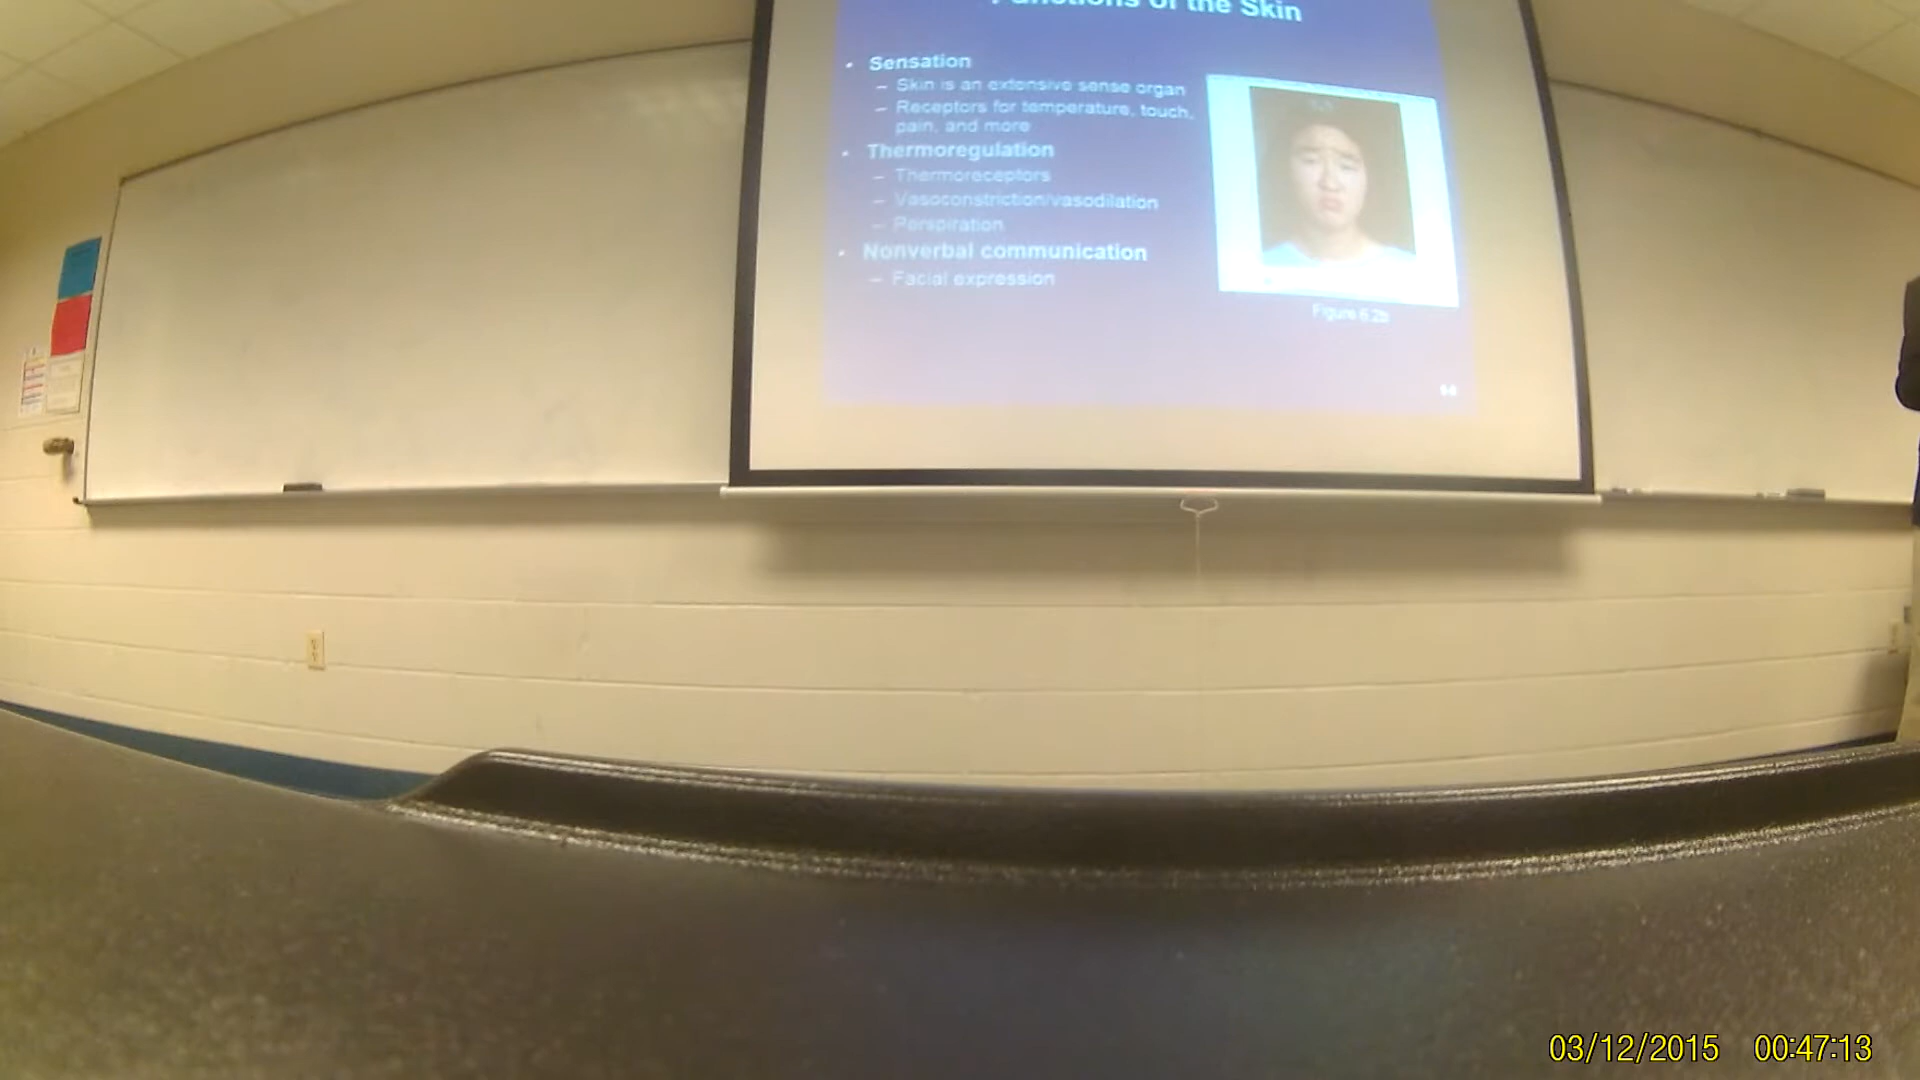 Functions of the Skin
• Sensation
– Skin is an extensive sense organ
– Receptors for temperature, touch,
pain, and more
• Thermoregulation
– Thermoreceptors
– Vasoconstriction/vasodilation
– Perspiration
• Nonverbal communication
– Facial expression
Figure 6.2b
03/12/2015 00:47:13